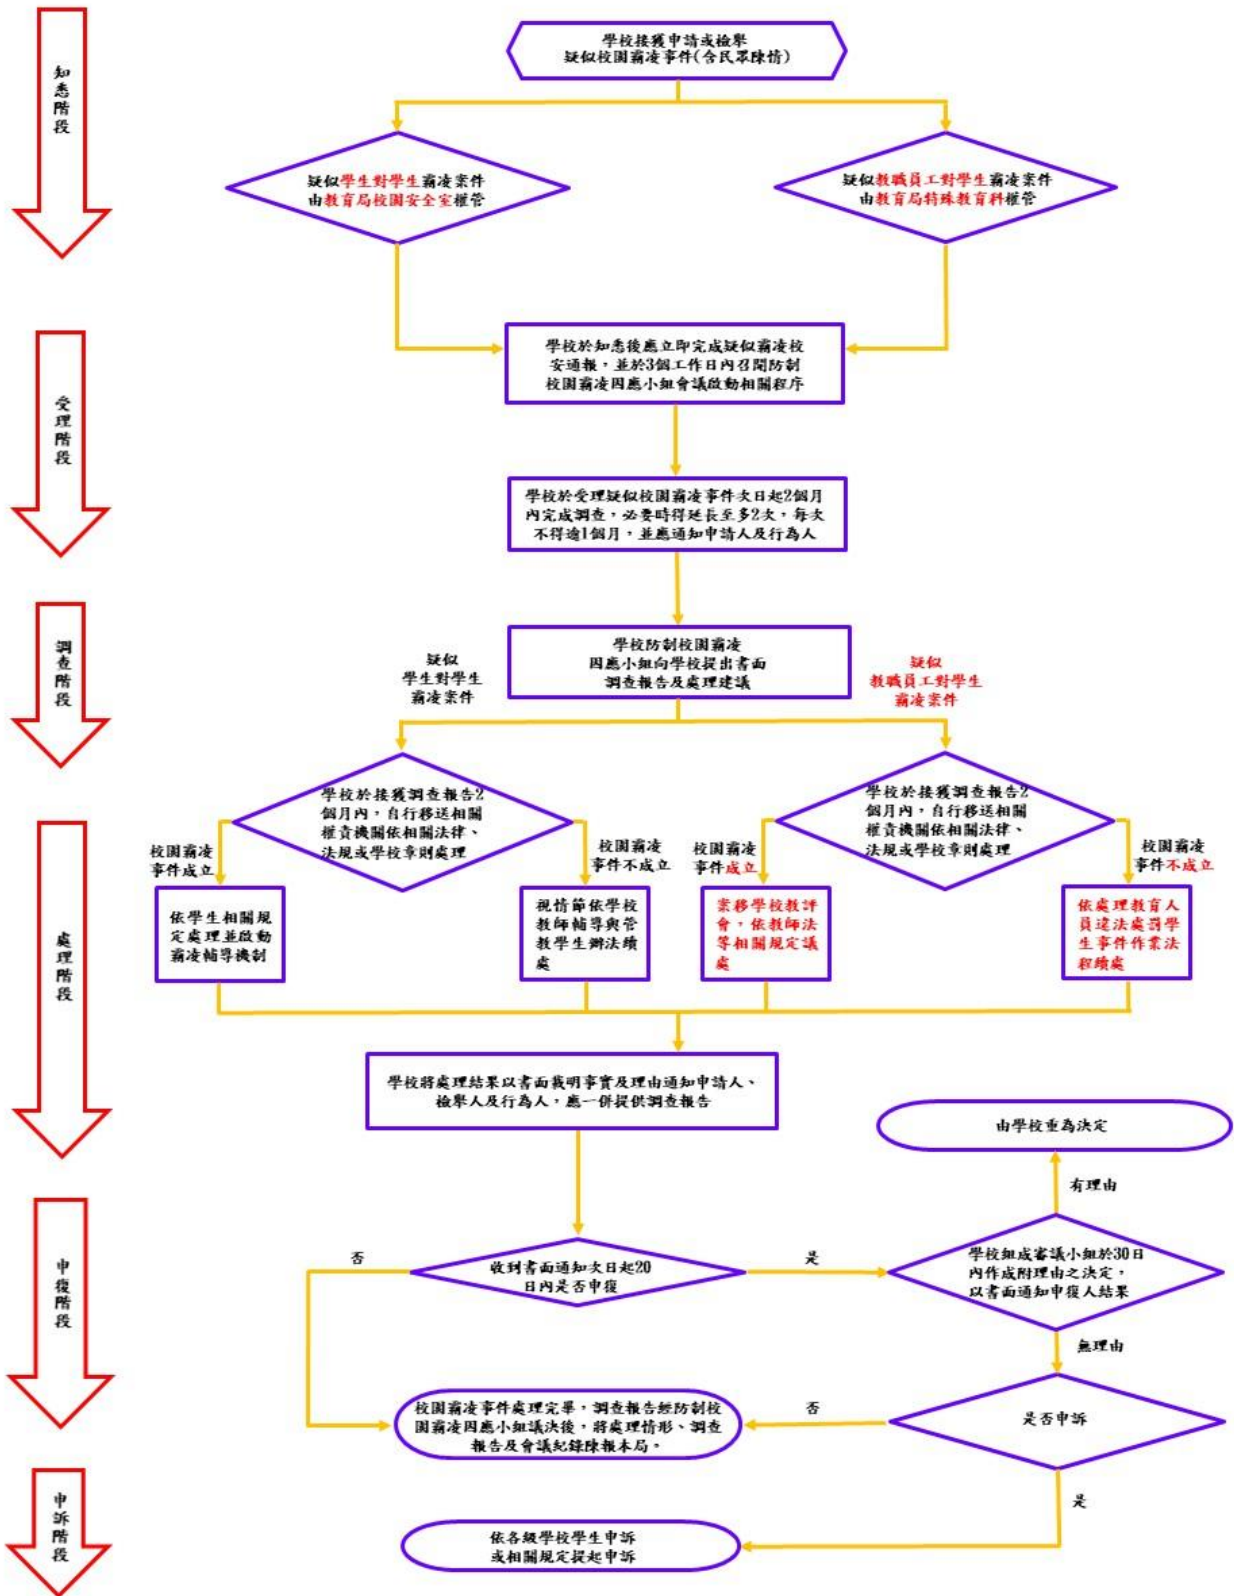 知悉階段
學校接獲申請或檢舉
疑似校園霸凌事件(含民眾陳情)
疑似學生對學生霸凌案件
由教育局校園安全室權管
疑似教職員工對學生霸凌案件
由教育局特殊教育科權管
受理階段
學校於知悉後應立即完成疑似霸凌校
安通報，並於3個工作日內召開防制
校園霸凌因應小組會議啟動相關程序
學校於受理疑似校園霸凌事件次日起2個月
內完成調查，必要時得延長至多2次，每次
不得逾1個月，並應通知申請人及行為人
調查階段
學校防制校園霸凌
因應小組向學校提出書面
調查報告及處理建議
疑似
學生對學生
霸凌案件
疑似
教職員工對學生
霸凌案件
處理階段
學校於接獲調查報告2
個月內，自行移送相關
權責機關依相關法律、
法規或學校章則處理
學校於接獲調查報告2
個月內，自行移送相關
權責機關依相關法律、
法規或學校章則處理
校園霸凌
事件成立
校園霸凌
事件不成立
校園霸凌
事件成立
校園霸凌
事件不成立
依學生相關規
定處理並啟動
霸凌輔導機制
視情節依學校
教師輔導與管
教學生辦法續
處
案移學校教評
會，依教師法
等相關規定議
處
依處理教育人
員違法處罰學
生事件作業法
程續處
學校將處理結果以書面載明事實及理由通知申請人、
檢舉人及行為人，應一併提供調查報告
由學校重為決定
有理由
申復階段
否
收到書面通知次日起20
日內是否申復
是
學校組成審議小組於30日
內作成附理由之決定，
以書面通知申復人結果
無理由
校園霸凌事件處理完畢，調查報告經防制校
園霸凌因應小組議決後，將處理情形、調查
報告及會議紀錄陳報本局。
否
是否申訴
是
申訴階段
依各級學校學生申訴
或相關規定提起申訴